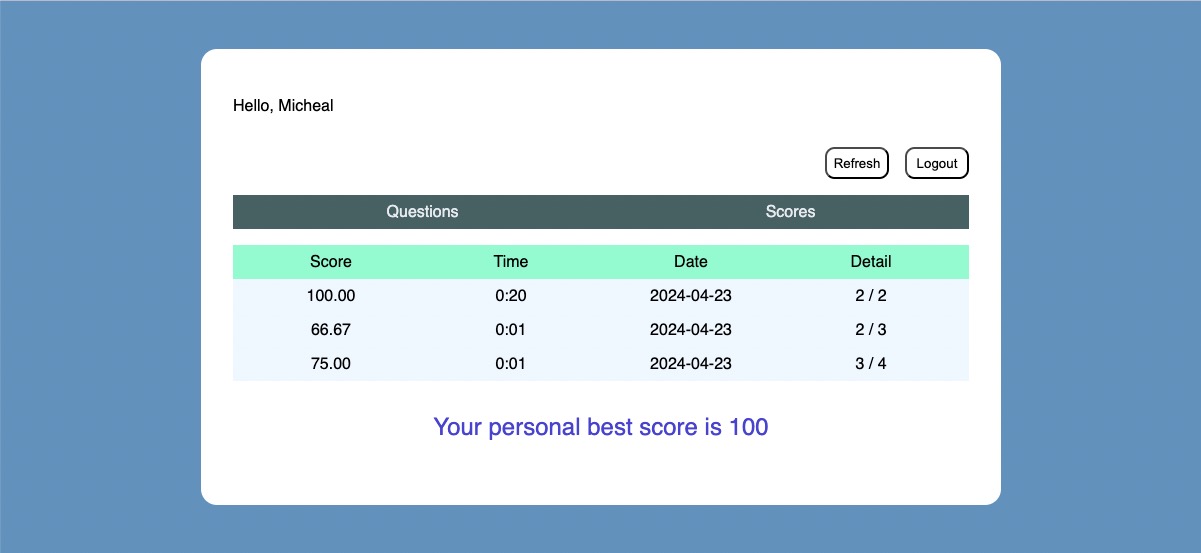 Hello, Micheal
Refresh Logout
Questions Scores
Score Time Date Detail
100.00 0:20 2024-04-23 2 / 2
66.67 0:01 2024-04-23 2 / 3
75.00 0:01 2024-04-23 3 / 4
Your personal best score is 100